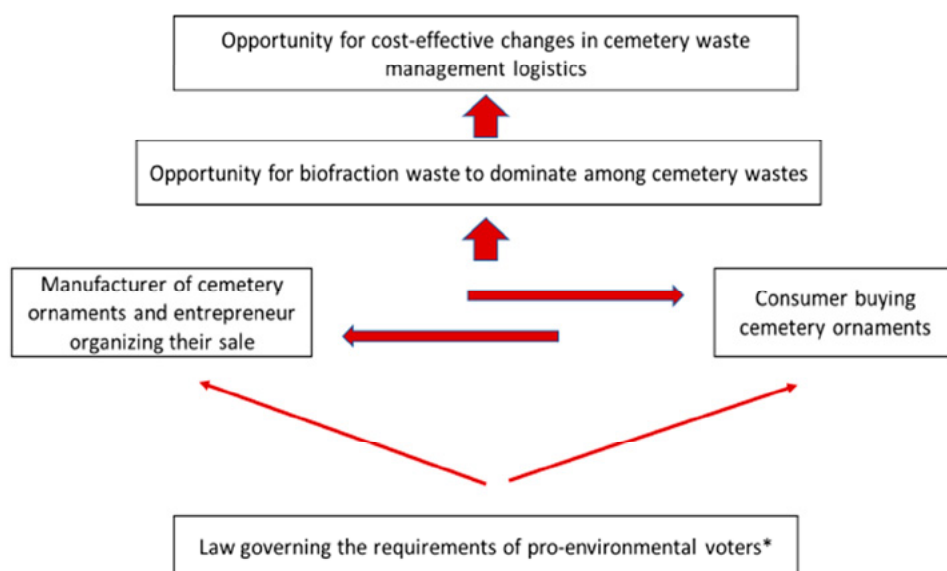 Opportunity for cost-effective changes in cemetery waste
management logistics
Opportunity for biofraction waste to dominate among cemetery wastes
Manufacturer of cemetery
ornaments and entrepreneur
organizing their sale
Consumer buying
cemetery ornaments
Law governing the requirements of pro-environmental voters*